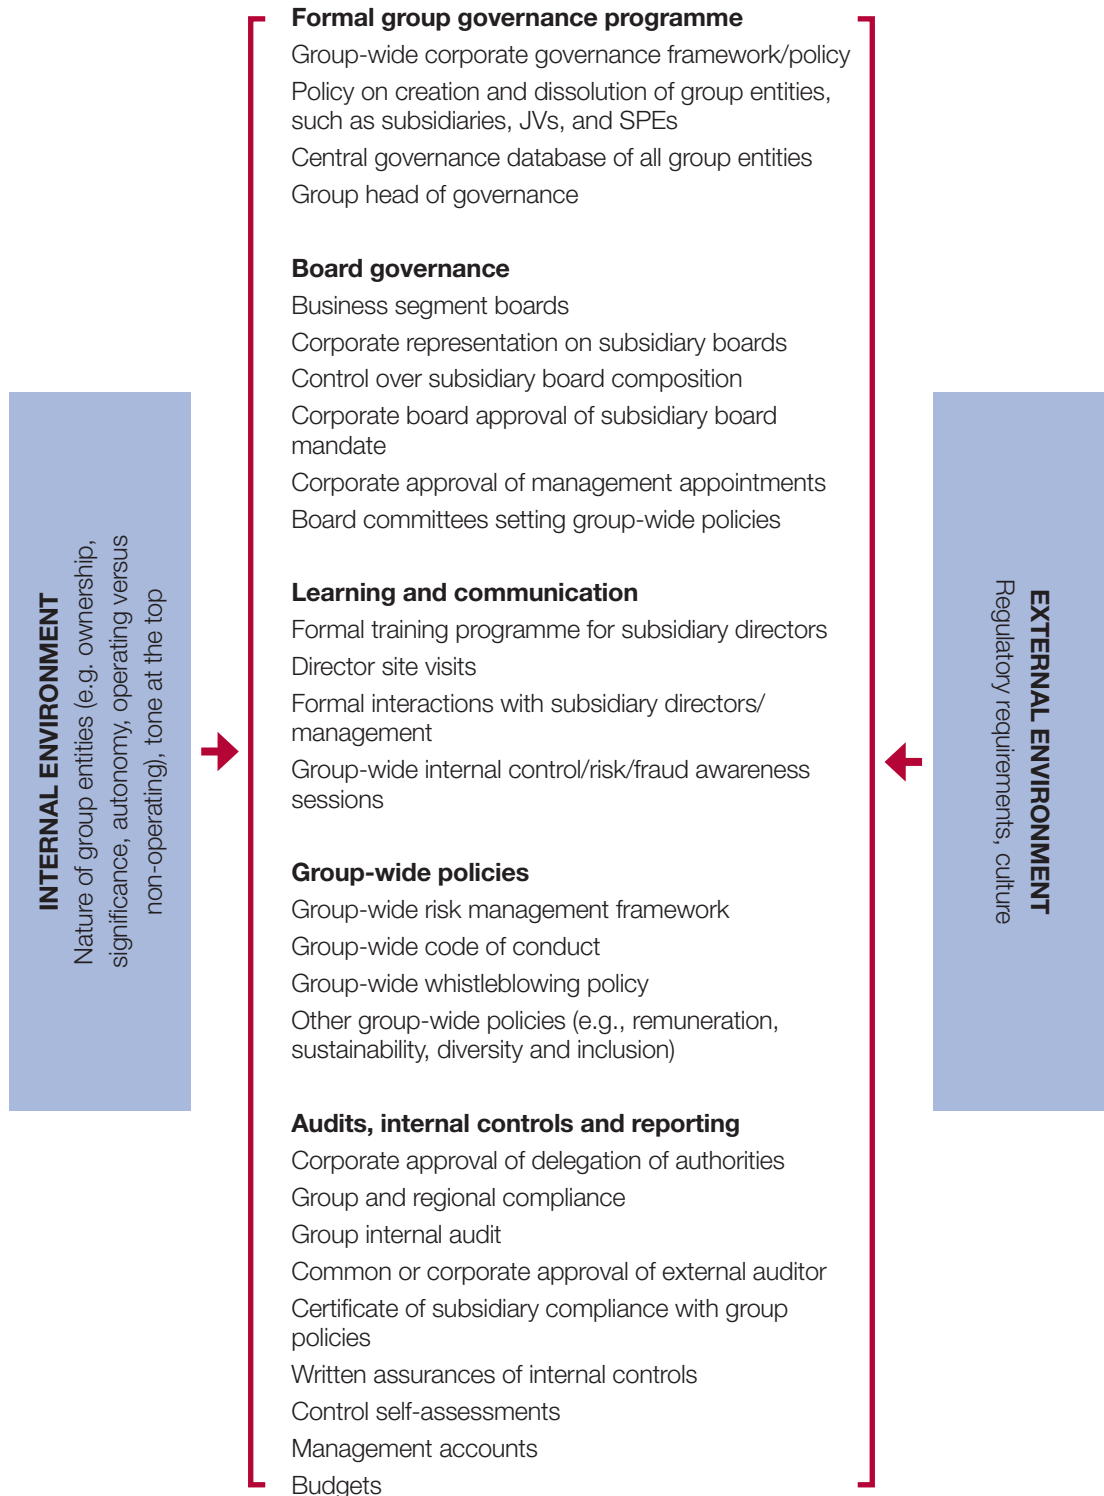 Formal group governance programme
Group-wide corporate governance framework/policy
Policy on creation and dissolution of group entities,
such as subsidiaries, JVs, and SPEs
Central governance database of all group entities
Group head of governance
Board governance
Business segment boards
Corporate representation on subsidiary boards
Control over subsidiary board composition
Corporate board approval of subsidiary board
mandate
Corporate approval of management appointments
Board committees setting group-wide policies
Learning and communication
Formal training programme for subsidiary directors
Director site visits
Formal interactions with subsidiary directors/
management
Group-wide internal control/risk/fraud awareness
sessions
Group-wide policies
Group-wide risk management framework
Group-wide code of conduct
Group-wide whistleblowing policy
Other group-wide policies (e.g., remuneration,
sustainability, diversity and inclusion)
Audits, internal controls and reporting
Corporate approval of delegation of authorities
Group and regional compliance
Group internal audit
Common or corporate approval of external auditor
Certificate of subsidiary compliance with group
policies
Written assurances of internal controls
Control self-assessments
Management accounts
Budgets
INTERNAL ENVIRONMENT
Nature of group entities (e.g. ownership,
significance, autonomy, operating versus
non-operating), tone at the top
EXTERNAL ENVIRONMENT
Regulatory requirements, culture